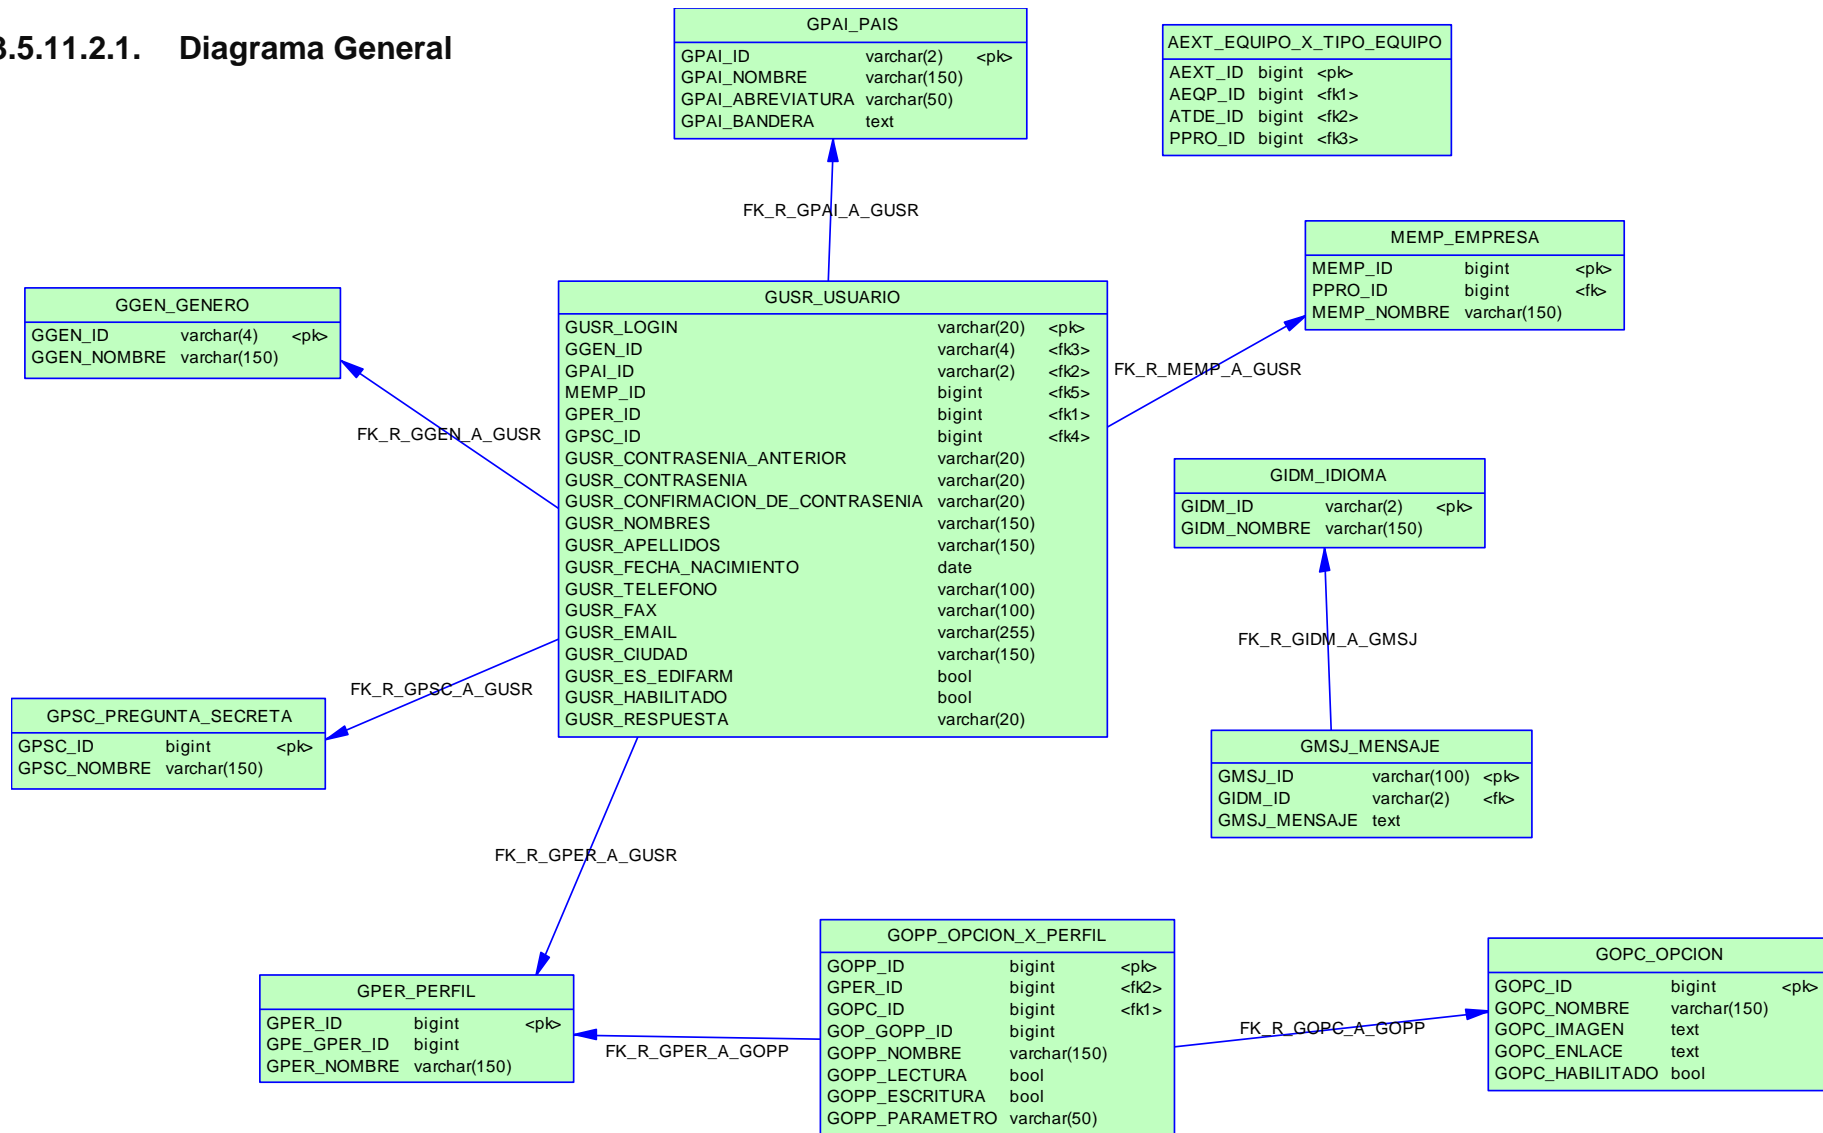 3.5.11.2.1. Diagrama General
GPAI_PAIS
GPAI_ID varchar(2) <pk>
GPAI_NOMBRE varchar(150)
GPAI_ABREVIATURA varchar(50)
GPAI_BANDERA text
AEXT_EQUIPO_X_TIPO_EQUIPO
AEXT_ID bigint <pk>
AEQP_ID bigint <fk1>
ATDE_ID bigint <fk2>
PPRO_ID bigint <fk3>
FK_R_GPAI_A_GUSR
MEMP_EMPRESA
MEMP_ID bigint <pk>
PPRO_ID bigint <fk>
MEMP_NOMBRE varchar(150)
GGEN_GENERO
GGEN_ID varchar(4) <pk>
GGEN_NOMBRE varchar(150)
GUSR_USUARIO
GUSR_LOGIN varchar(20) <pk>
GGEN_ID varchar(4) <fk3>
GPAI_ID varchar(2) <fk2>
MEMP_ID bigint <fk5>
GPER_ID bigint <fk1>
GPSC_ID bigint <fk4>
GUSR_CONTRASENIA_ANTERIOR varchar(20)
GUSR_CONTRASENIA varchar(20)
GUSR_CONFIRMACION_DE_CONTRASENIA varchar(20)
GUSR_NOMBRES varchar(150)
GUSR_APELLIDOS varchar(150)
GUSR_FECHA_NACIMIENTO date
GUSR_TELEFONO varchar(100)
GUSR_FAX varchar(100)
GUSR_EMAIL varchar(255)
GUSR_CIUDAD varchar(150)
GUSR_ES_EDIFARM bool
GUSR_HABILITADO bool
GUSR_RESPUESTA varchar(20)
FK_R_MEMP_A_GUSR
FK_R_GGEN_A_GUSR
GIDM_IDIOMA
GIDM_ID varchar(2) <pk>
GIDM_NOMBRE varchar(150)
FK_R_GIDM_A_GMSJ
FK_R_GPSC_A_GUSR
GPSC_PREGUNTA_SECRETA
GPSC_ID bigint <pk>
GPSC_NOMBRE varchar(150)
GMSJ_MENSAJE
GMSJ_ID varchar(100) <pk>
GIDM_ID varchar(2) <fk>
GMSJ_MENSAJE text
FK_R_GPER_A_GUSR
GPER_PERFIL
GPER_ID bigint <pk>
GPE_GPER_ID bigint
GPER_NOMBRE varchar(150)
FK_R_GPER_A_GOPP
GOPP_OPCION_X_PERFIL
GOPP_ID bigint <pk>
GPER_ID bigint <fk2>
GOPC_ID bigint <fk1>
GOP_GOPP_ID bigint
GOPP_NOMBRE varchar(150)
GOPP_LECTURA bool
GOPP_ESCRITURA bool
GOPP_PARAMETRO varchar(50)
FK_R_GOPC_A_GOPP
GOPC_OPCION
GOPC_ID bigint <pk>
GOPC_NOMBRE varchar(150)
GOPC_IMAGEN text
GOPC_ENLACE text
GOPC_HABILITADO bool